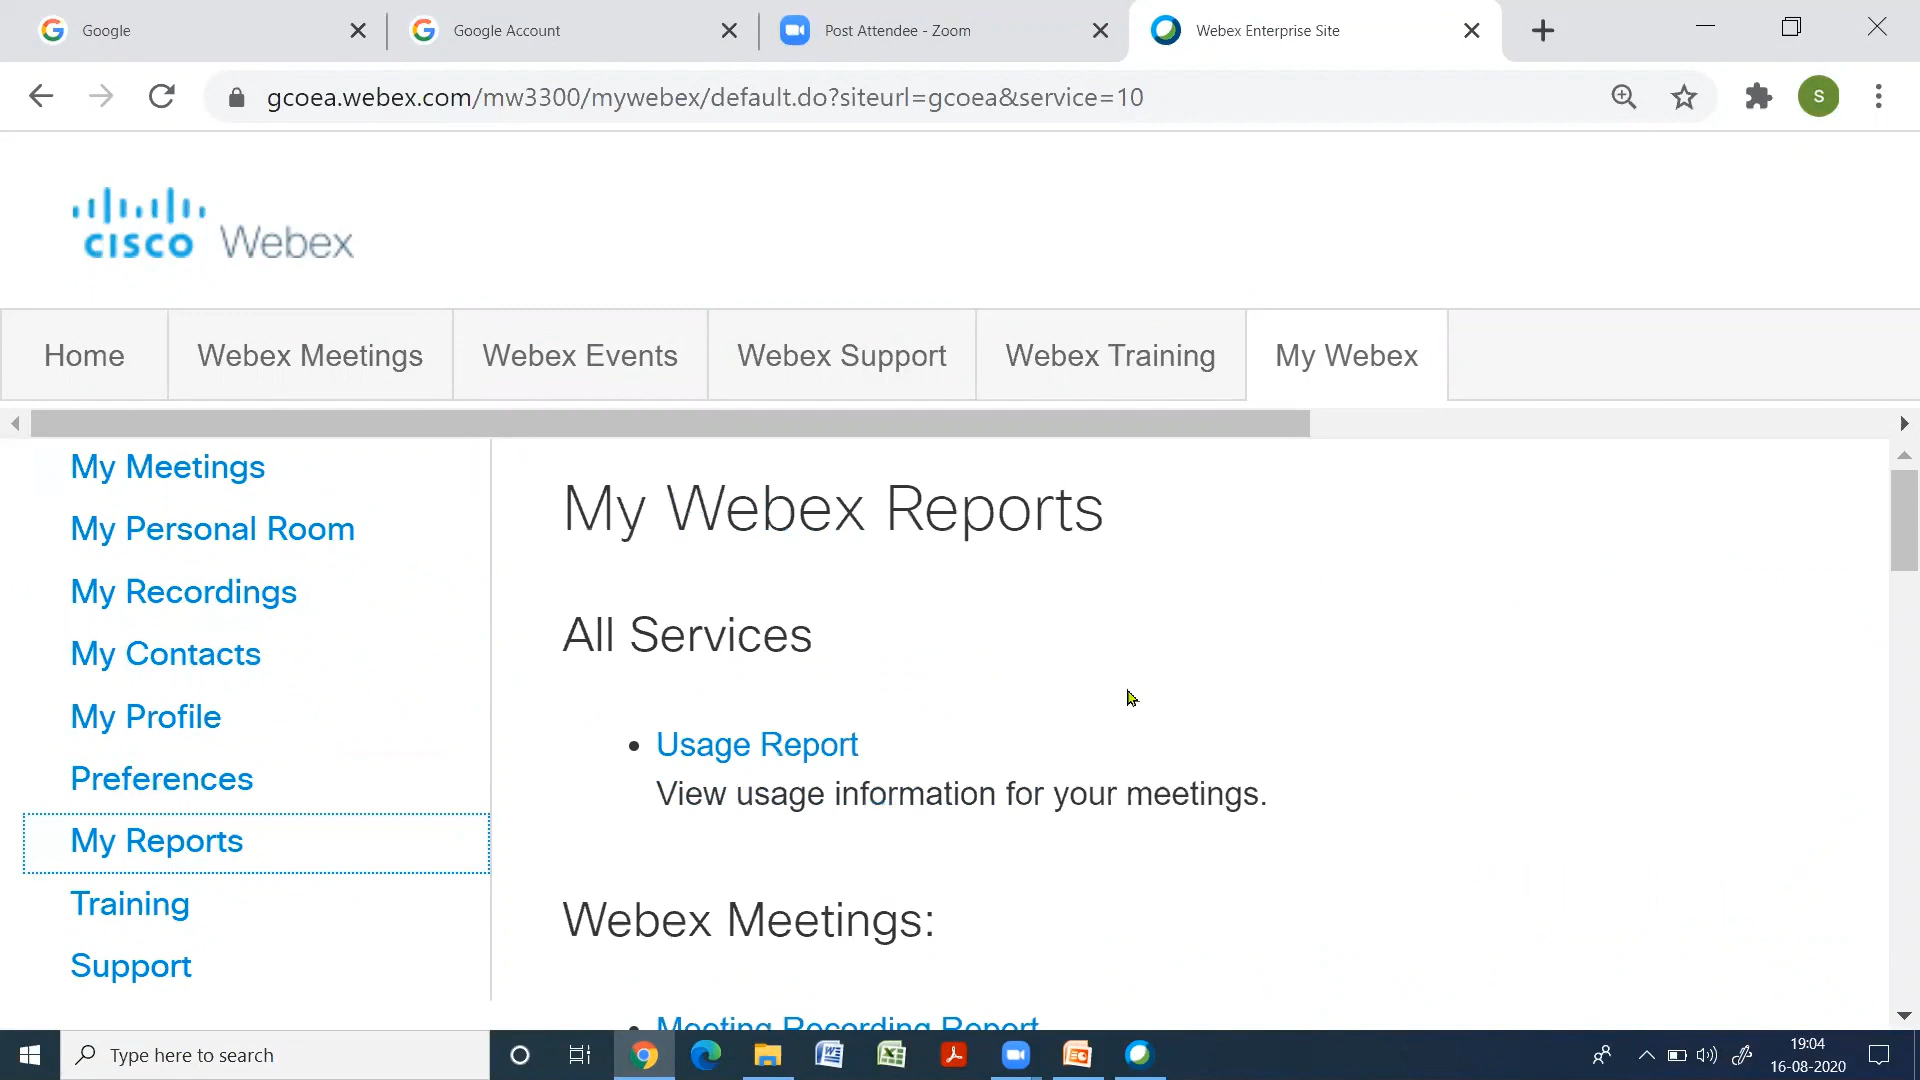 Google
Google Account
Post Attendee - Zoom
Webex Enterprise Site
gcoea.webex.com/mw3300/mywebex/default.do?siteurl=gcoea&service=10
S
CISCO Webex
Home
Webex Meetings
Webex Events
Webex Support
Webex Training
My Webex
My Meetings
My Personal Room
My Recordings
My Contacts
My Profile
Preferences
My Reports
Training
Support
My Webex Reports
All Services
• Usage Report
View usage information for your meetings.
Webex Meetings:
• Meeting Recording Report
Type here to search
19:04
16-08-2020